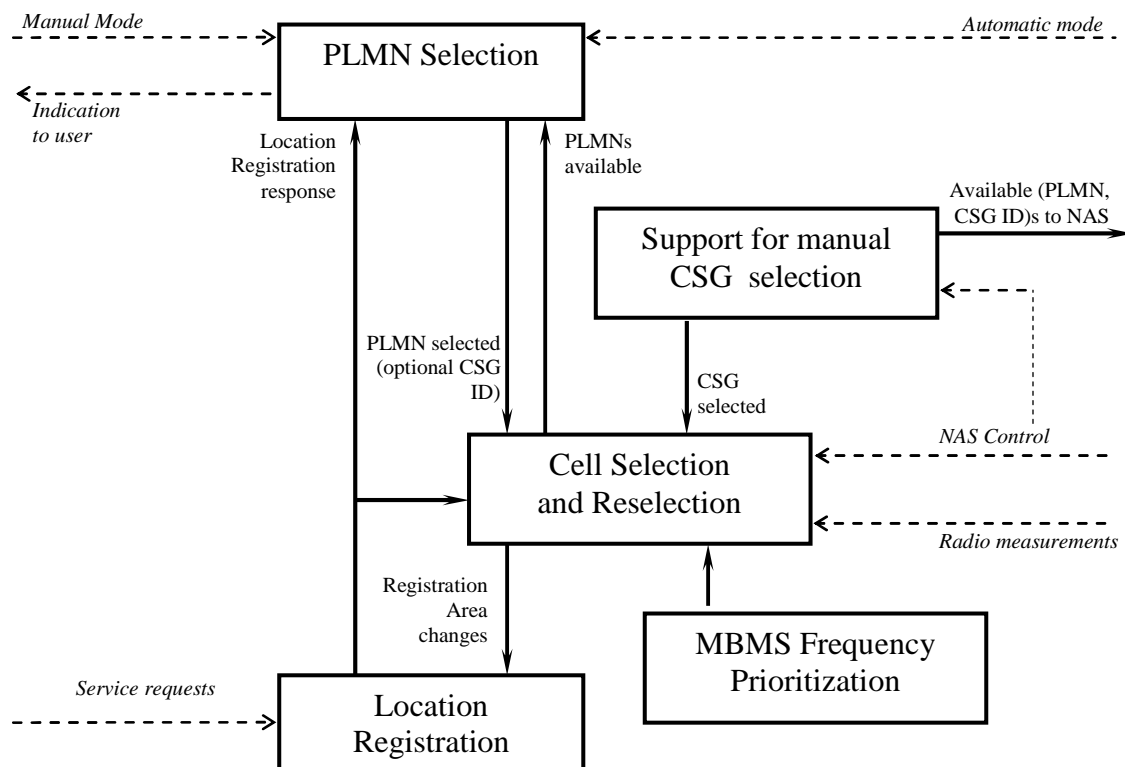 Manual Mode
PLMN Selection
Automatic mode
Indication
to user
Location
Registration
response
PLMNs
available
Available (PLMN,
CSG ID)s to NAS
Support for manual
CSG selection
PLMN selected
(optional CSG
ID)
CSG
selected
NAS Control
Cell Selection
and Reselection
Radio measurements
Registration
Area
changes
MBMS Frequency
Prioritization
Service requests
Location
Registration